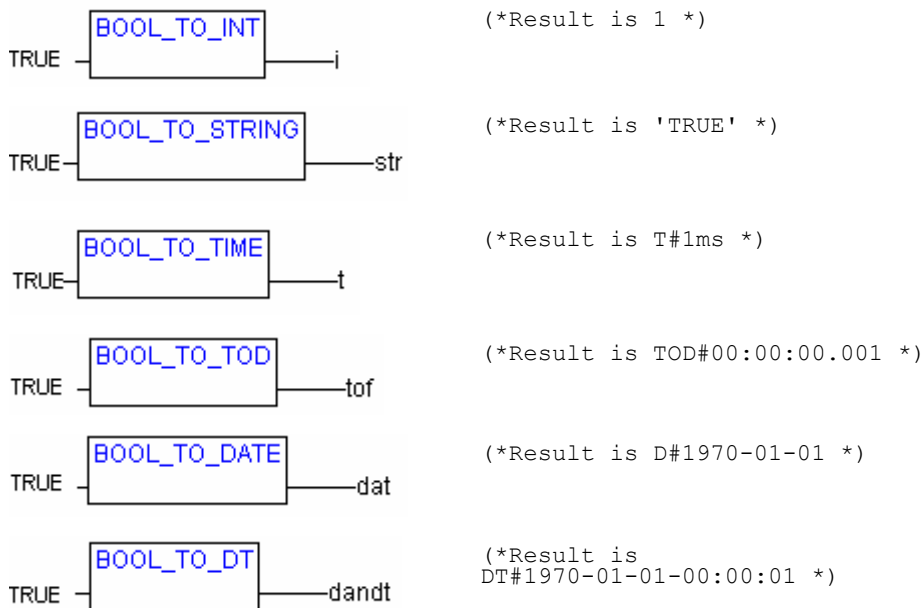 BOOL_TO_INT
TRUE
i
(*Result is 1 *)
BOOL_TO_STRING
TRUE
str
(*Result is 'TRUE' *)
BOOL_TO_TIME
TRUE
t
(*Result is T#1ms *)
BOOL_TO_TOD
TRUE
tof
(*Result is TOD#00:00:00.001 *)
BOOL_TO_DATE
TRUE
dat
(*Result is D#1970-01-01 *)
BOOL_TO_DT
TRUE
dandt
(*Result is
DT#1970-01-01-00:00:01 *)